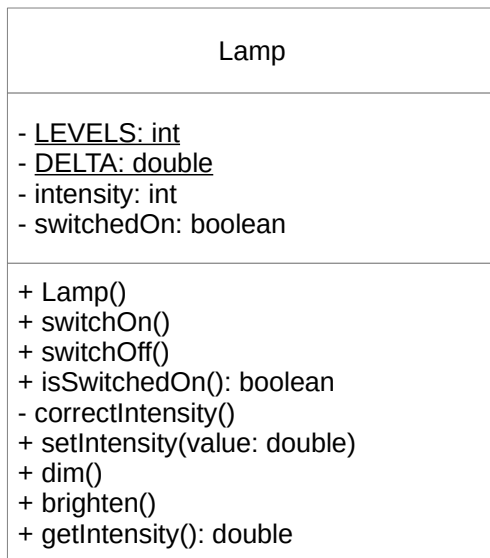 Lamp
- LEVELS: int
- DELTA: double
- intensity: int
- switchedOn: boolean
+ Lamp()
+ switchOn()
+ switchOff()
+ isSwitchedOn(): boolean
- correctIntensity()
+ setIntensity(value: double)
+ dim()
+ brighten()
+ getIntensity(): double